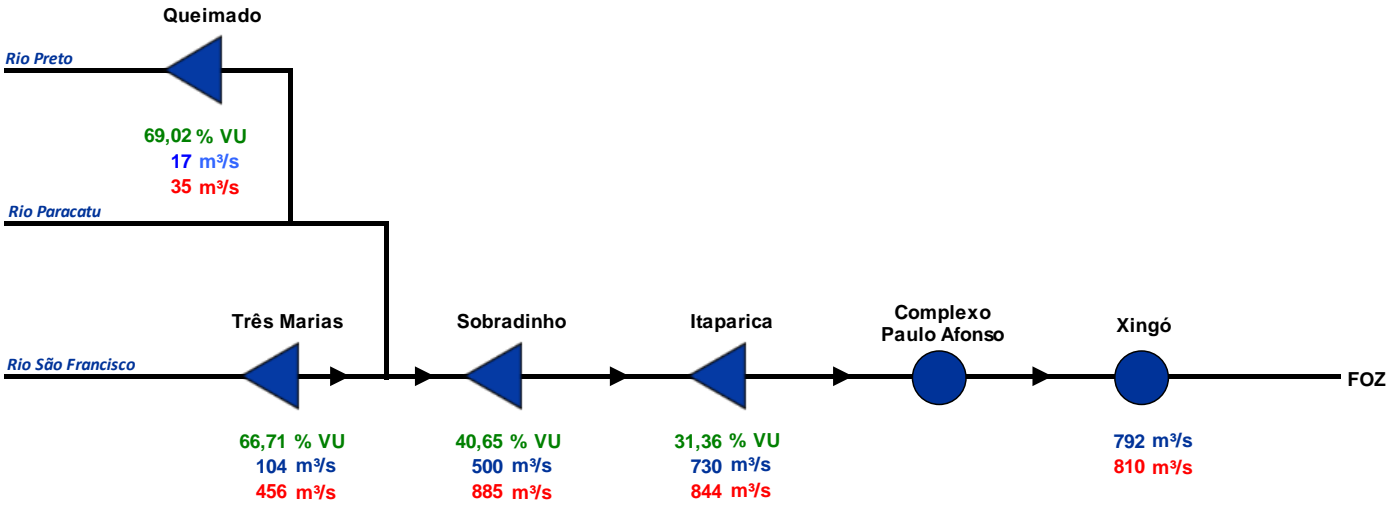 Queimado
Rio Preto
69,02 % VU
17 m³/s
35 m³/s
Rio Paracatu
Três Marias
Sobradinho
Itaparica
Complexo
Paulo Afonso
Xingó
Rio São Francisco
FOZ
66,71 % VU
104 m³/s
456 m³/s
40,65 % VU
500 m³/s
885 m³/s
31,36 % VU
730 m³/s
844 m³/s
792 m³/s
810 m³/s